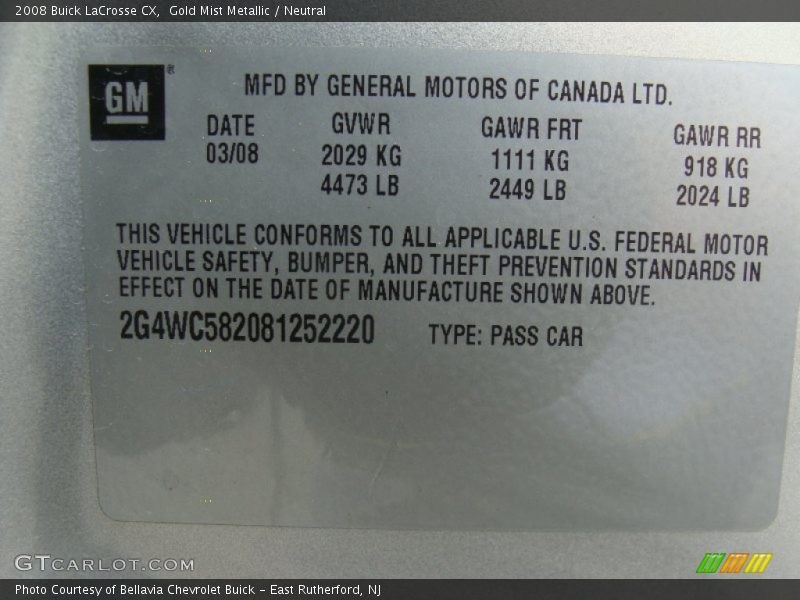 2008 Buick LaCrosse CX,  Gold Mist Metallic / Neutral
GM®
MFD BY GENERAL MOTORS OF CANADA LTD.
DATE GVWR GAWR FRT GAWR RR
03/08 2029 KG 1111 KG 918 KG
4473 LB 2449 LB 2024 LB
THIS VEHICLE CONFORMS TO ALL APPLICABLE U.S. FEDERAL MOTOR
VEHICLE SAFETY, BUMPER, AND THEFT PREVENTION STANDARDS IN
EFFECT ON THE DATE OF MANUFACTURE SHOWN ABOVE.
2G4WC582081252220 TYPE: PASS CAR
GTCARLOT.COM
Photo Courtesy of Bellavia Chevrolet Buick – East Rutherford, NJ